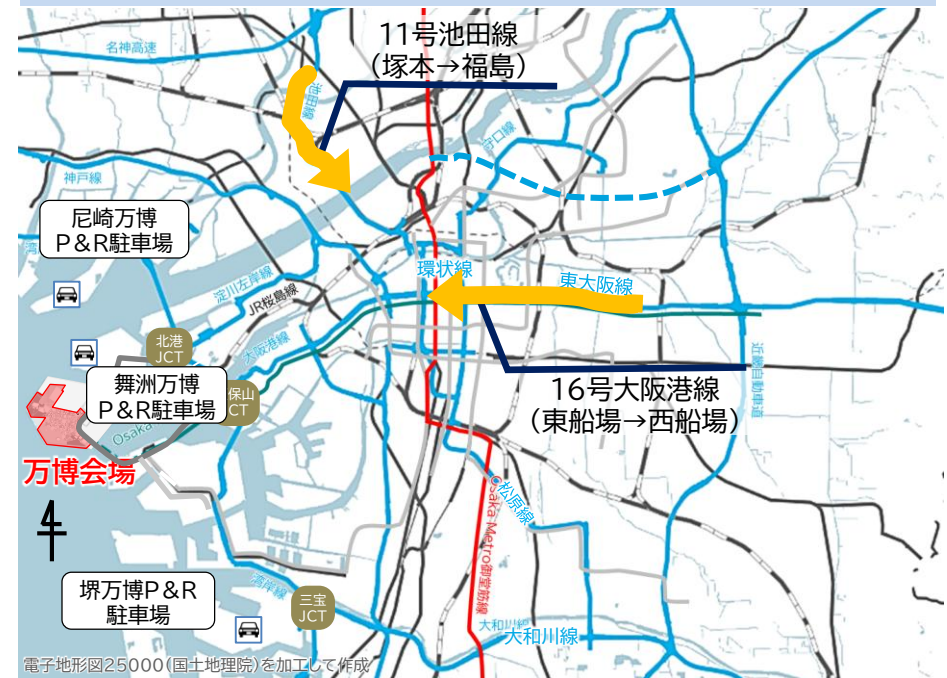 11号池田線
(塚本→福島)
名神高速
池田線
守口線
神戸線
尼崎万博
P&R駐車場
環状線
東大阪線
淀川左岸線
JR桜島線
大阪港線
北港
JCT
近畿自動車道
舞洲万博
P&R駐車場
保山
CT
16号大阪港線
(東船場→西船場)
Osaka
万博会場
松原線
Osaka Metro御堂筋線
堺万博P&R
駐車場
湾岸線
三宝
JCT
大和川線
大和川線
電子地形図25000(国土地理院)を加工して作成